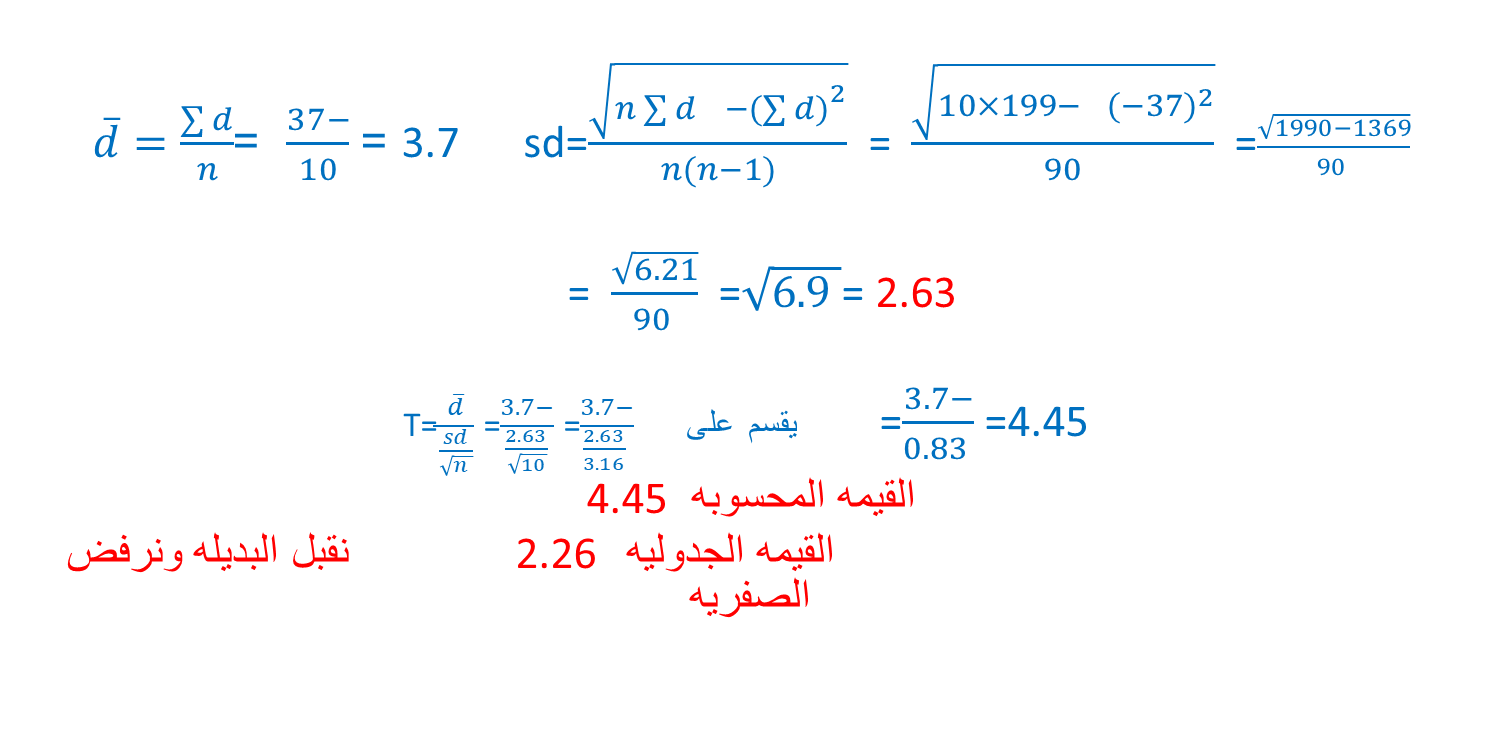 d̄ = ∑ d / n = 37− / 10 = 3.7 sd= √(n ∑ d −(∑ d)²) / n(n−1) = √(10×199− (−37)²) / 90 = √(1990−1369) / 90
= √6.21 / 90 =√6.9 = 2.63
T= d̄ / (sd / √n) = 3.7− / (2.63 / √10) = 3.7− / (2.63 / 3.16) يقسم على = 3.7− / 0.83 =4.45
القيمه المحسوبه 4.45
القيمه الجدوليه 2.26 نقبل البديله ونرفض
الصفريه